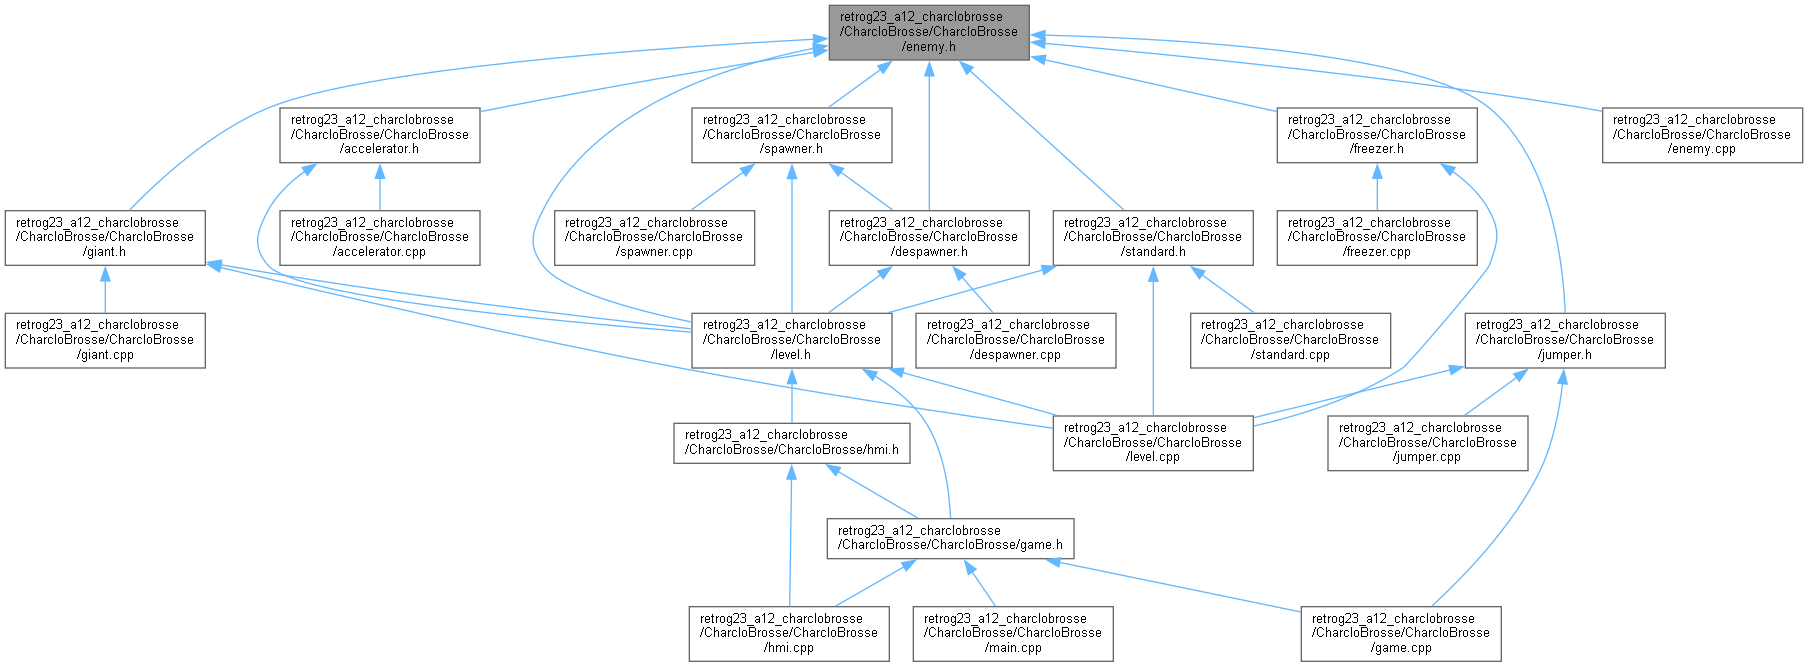 retrog23_a12_charclobrosse
/CharcloBrosse/CharcloBrosse
/enemy.h
retrog23_a12_charclobrosse
/CharcloBrosse/CharcloBrosse
/accelerator.h
retrog23_a12_charclobrosse
/CharcloBrosse/CharcloBrosse
/spawner.h
retrog23_a12_charclobrosse
/CharcloBrosse/CharcloBrosse
/freezer.h
retrog23_a12_charclobrosse
/CharcloBrosse/CharcloBrosse
/enemy.cpp
retrog23_a12_charclobrosse
/CharcloBrosse/CharcloBrosse
/giant.h
retrog23_a12_charclobrosse
/CharcloBrosse/CharcloBrosse
/accelerator.cpp
retrog23_a12_charclobrosse
/CharcloBrosse/CharcloBrosse
/spawner.cpp
retrog23_a12_charclobrosse
/CharcloBrosse/CharcloBrosse
/despawner.h
retrog23_a12_charclobrosse
/CharcloBrosse/CharcloBrosse
/standard.h
retrog23_a12_charclobrosse
/CharcloBrosse/CharcloBrosse
/freezer.cpp
retrog23_a12_charclobrosse
/CharcloBrosse/CharcloBrosse
/giant.cpp
retrog23_a12_charclobrosse
/CharcloBrosse/CharcloBrosse
/level.h
retrog23_a12_charclobrosse
/CharcloBrosse/CharcloBrosse
/despawner.cpp
retrog23_a12_charclobrosse
/CharcloBrosse/CharcloBrosse
/standard.cpp
retrog23_a12_charclobrosse
/CharcloBrosse/CharcloBrosse
/jumper.h
retrog23_a12_charclobrosse
/CharcloBrosse/CharcloBrosse/hmi.h
retrog23_a12_charclobrosse
/CharcloBrosse/CharcloBrosse
/level.cpp
retrog23_a12_charclobrosse
/CharcloBrosse/CharcloBrosse
/jumper.cpp
retrog23_a12_charclobrosse
/CharcloBrosse/CharcloBrosse/game.h
retrog23_a12_charclobrosse
/CharcloBrosse/CharcloBrosse
/hmi.cpp
retrog23_a12_charclobrosse
/CharcloBrosse/CharcloBrosse
/main.cpp
retrog23_a12_charclobrosse
/CharcloBrosse/CharcloBrosse
/game.cpp